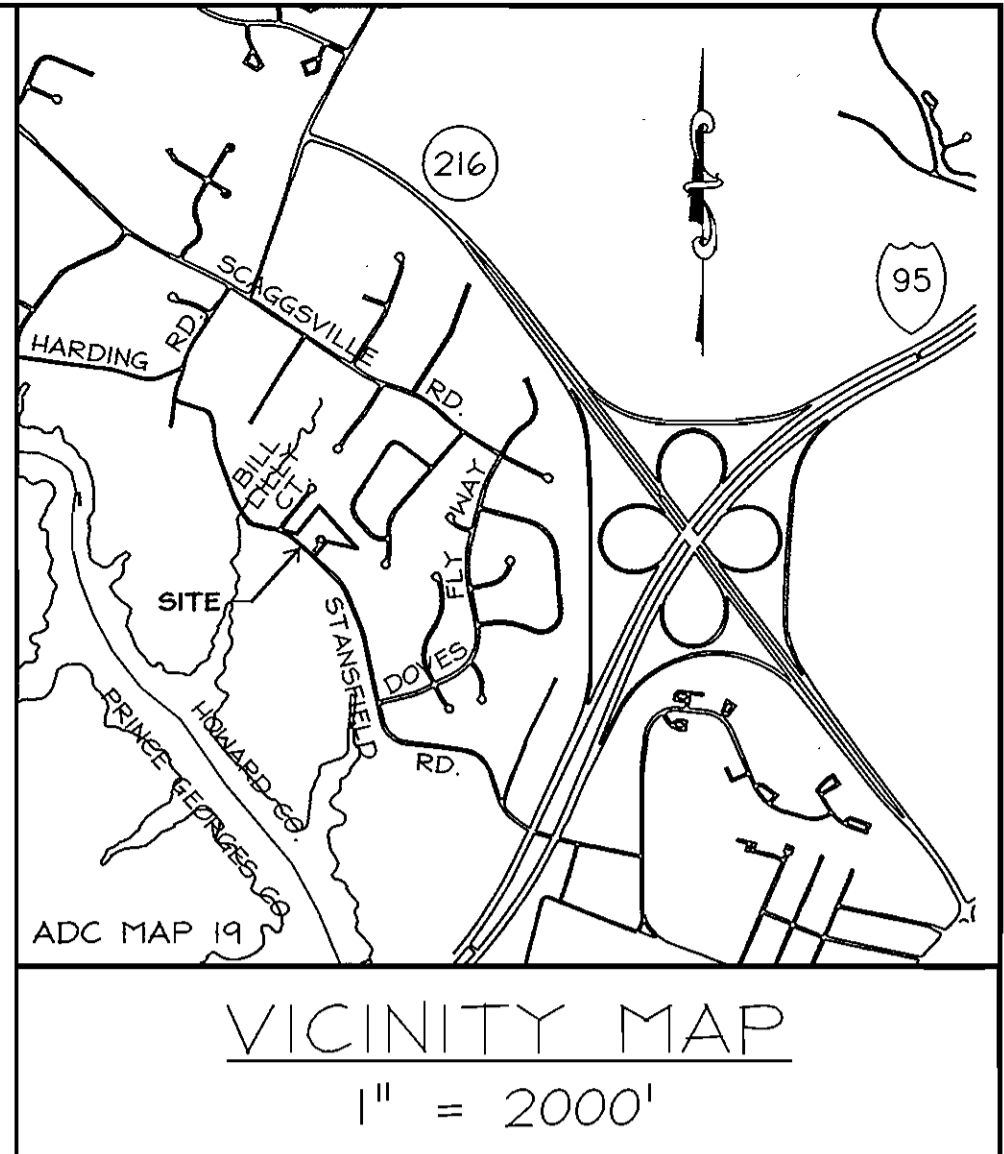 216
95
SCAGGSVILLE
RD.
HARDING
RD.
BILL
LILLY
CT.
FLY PWAY
SITE
STANSFIELD
DOVES
RD.
HOWARD CO.
PRINCE GEORGES CO
ADC MAP 19
VICINITY MAP
1" = 2000'